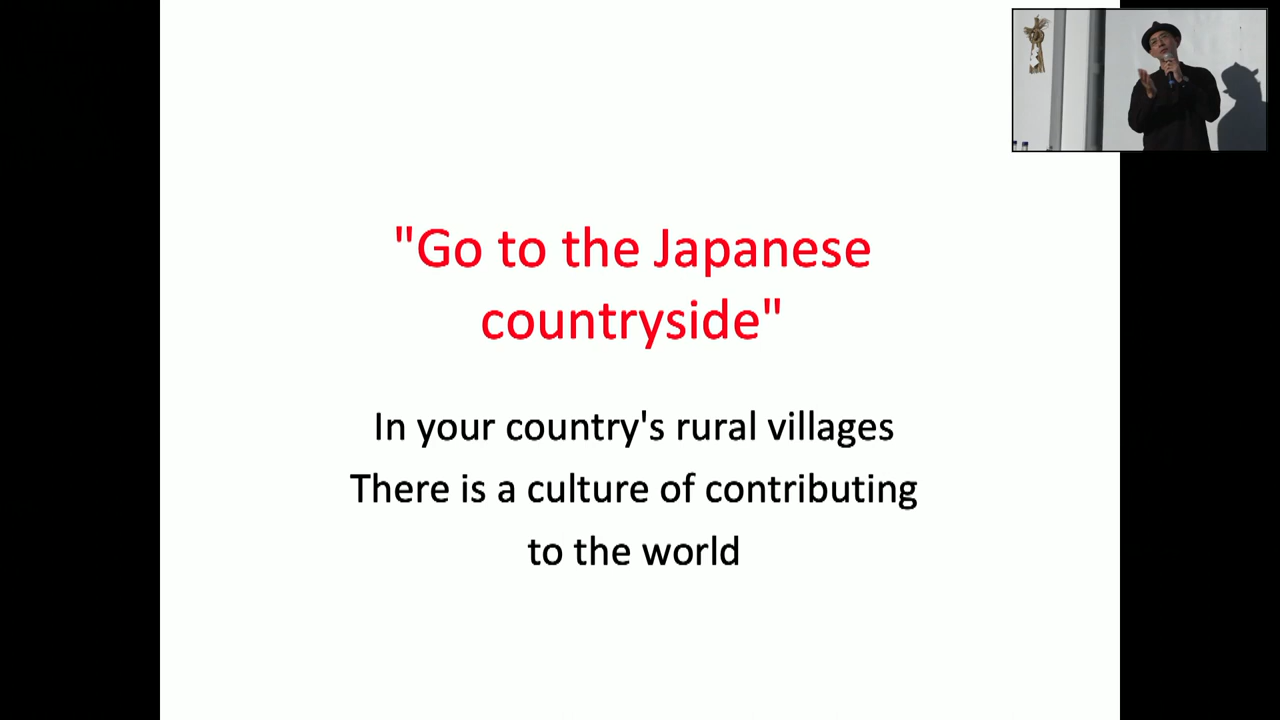 "Go to the Japanese
countryside"
In your country's rural villages
There is a culture of contributing
to the world